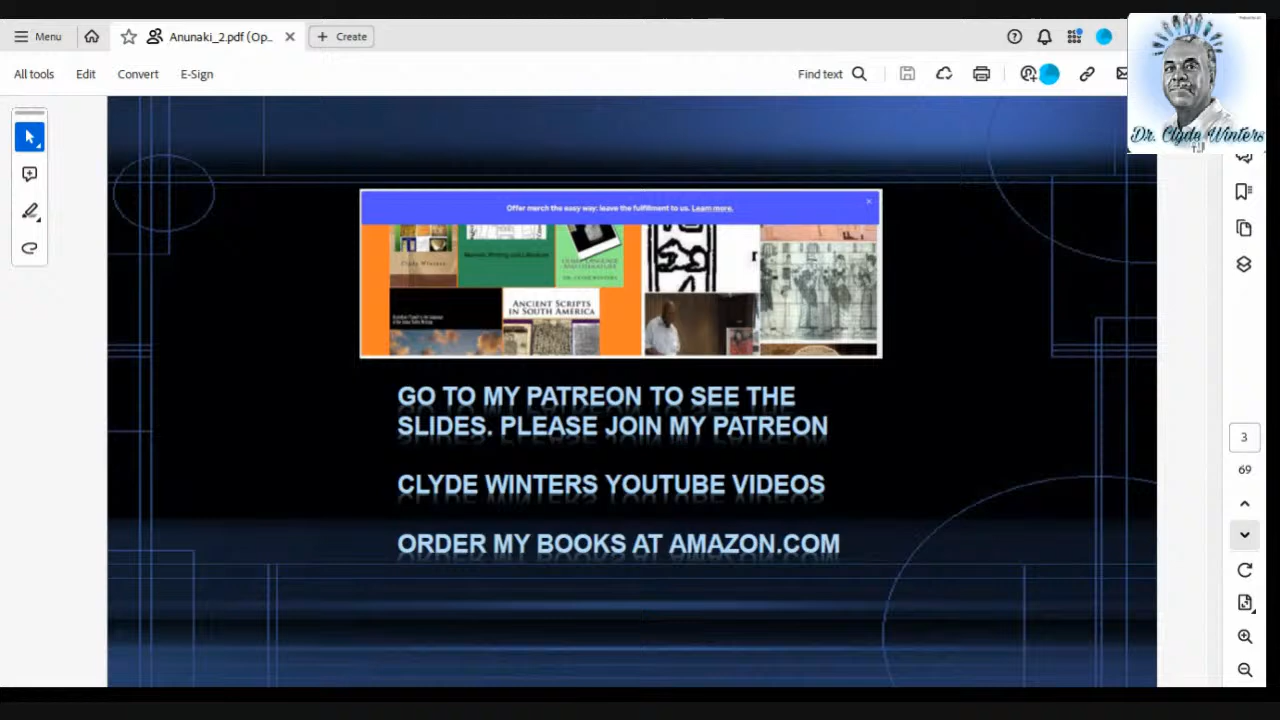 Menu
Anunaki_2.pdf (Op...
Create
All tools
Edit
Convert
E-Sign
Find text
Dr. Clyde Winters
Offer merch the easy way: leave the fulfillment to us. Learn more.
Clyde Winters
DR. CLYDE WINTERS
ANCIENT SCRIPTS
IN SOUTH AMERICA
GO TO MY PATREON TO SEE THE
SLIDES. PLEASE JOIN MY PATREON
CLYDE WINTERS YOUTUBE VIDEOS
ORDER MY BOOKS AT AMAZON.COM
3
69